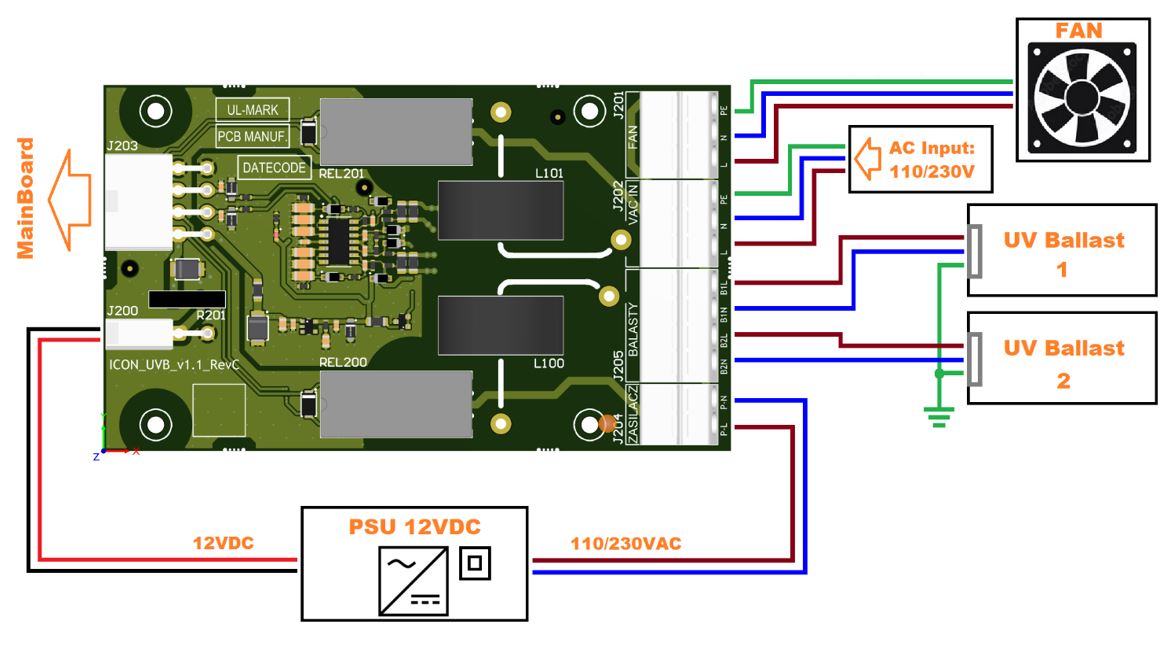 FAN
UL-MARK
PCB MANUF.
DATECODE
J203
REL201
L101
J201
FAN
PE
N
L
AC Input:
110/230V
J202
VAC IN
PE
N
L
MainBoard
UV Ballast
1
J200
R201
ICON_UVB_v1.1_RevC
REL200
L100
J205
BALASTY
B1L
B1N
B2L
B2N
UV Ballast
2
J204
ZASILACZ
P-N
P-L
Y
Z
X
PSU 12VDC
12VDC
110/230VAC